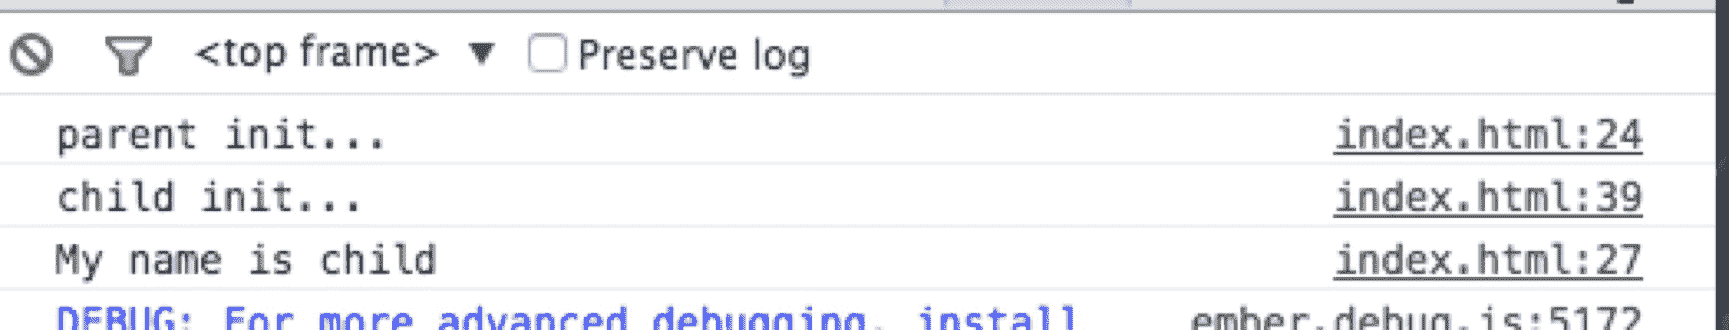 <top frame> ▼ Preserve log
parent init... index.html:24
child init... index.html:39
My name is child index.html:27
DEBUG: For more advanced debugging, install ember.debug.js:5172